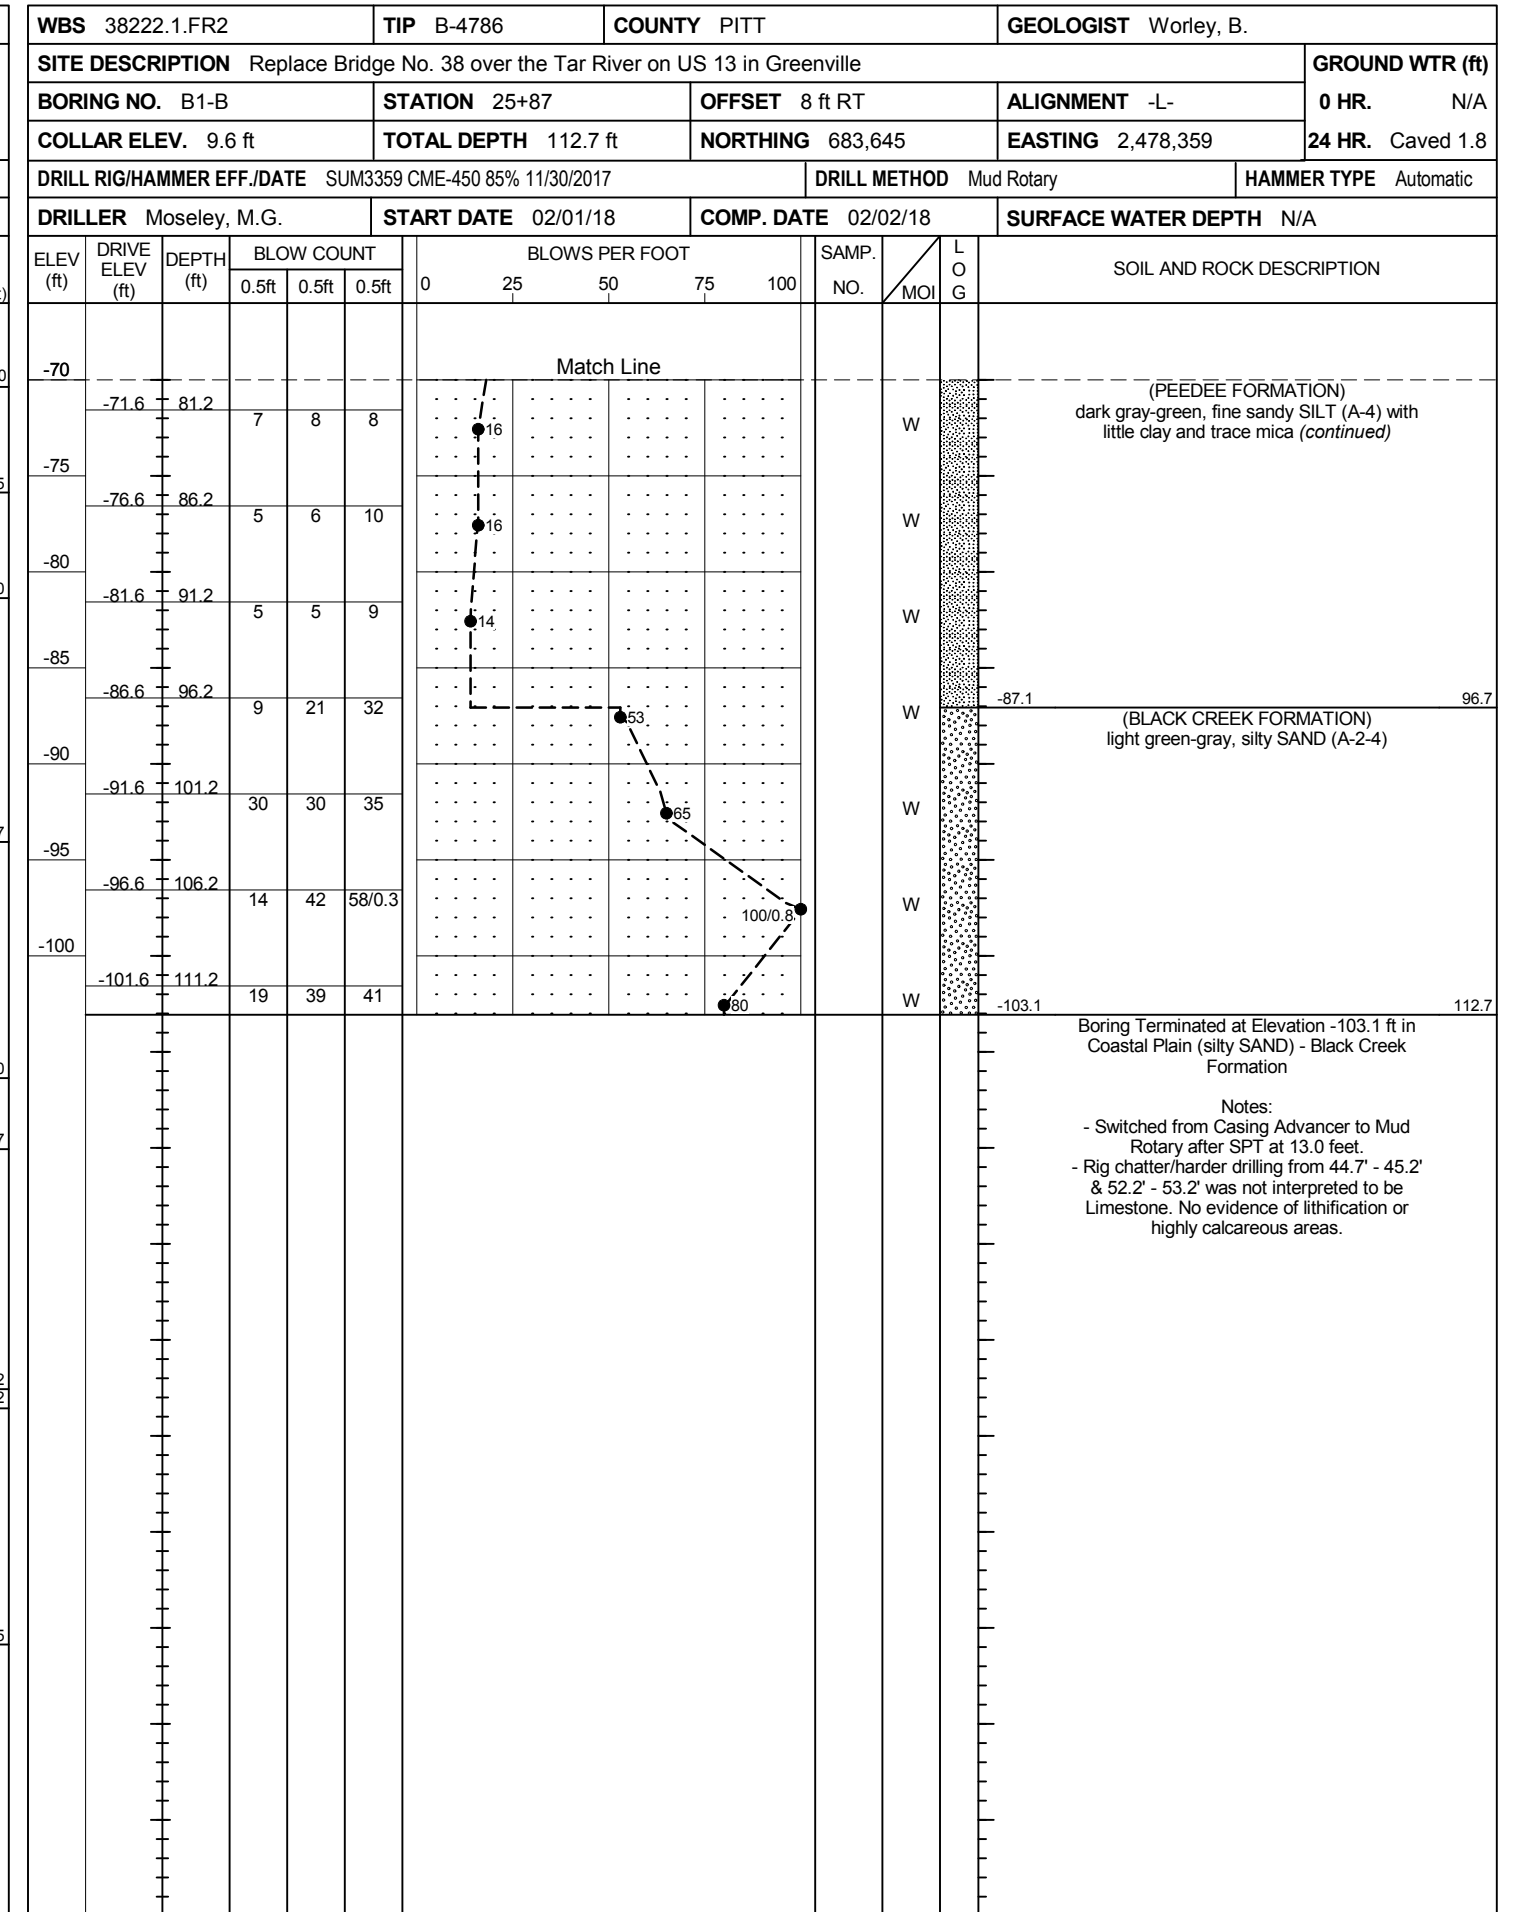 WBS 38222.1.FR2 TIP B-4786 COUNTY PITT GEOLOGIST Worley, B.
SITE DESCRIPTION Replace Bridge No. 38 over the Tar River on US 13 in Greenville GROUND WTR (ft)
BORING NO. B1-B STATION 25+87 OFFSET 8 ft RT ALIGNMENT -L- 0 HR. N/A
COLLAR ELEV. 9.6 ft TOTAL DEPTH 112.7 ft NORTHING 683,645 EASTING 2,478,359 24 HR. Caved 1.8
DRILL RIG/HAMMER EFF./DATE SUM3359 CME-450 85% 11/30/2017 DRILL METHOD Mud Rotary HAMMER TYPE Automatic
DRILLER Moseley, M.G. START DATE 02/01/18 COMP. DATE 02/02/18 SURFACE WATER DEPTH N/A
ELEV (ft) DRIVE ELEV (ft) DEPTH (ft) BLOW COUNT BLOWS PER FOOT SAMP. NO. MOI LOG SOIL AND ROCK DESCRIPTION
0.5ft 0.5ft 0.5ft 0 25 50 75 100
Match Line
-70
(PEEDEE FORMATION)
-71.6 81.2
7 8 8 16 W
dark gray-green, fine sandy SILT (A-4) with
little clay and trace mica (continued)
-75
-76.6 86.2
5 6 10 16 W
-80
-81.6 91.2
5 5 9 14 W
-85
-86.6 96.2
-87.1 96.7
9 21 32 53 W
(BLACK CREEK FORMATION)
light green-gray, silty SAND (A-2-4)
-90
-91.6 101.2
30 30 35 65 W
-95
-96.6 106.2
14 42 58/0.3 100/0.8 W
-100
-101.6 111.2
19 39 41 80 W
-103.1 112.7
Boring Terminated at Elevation -103.1 ft in
Coastal Plain (silty SAND) - Black Creek
Formation
Notes:
- Switched from Casing Advancer to Mud
Rotary after SPT at 13.0 feet.
- Rig chatter/harder drilling from 44.7' - 45.2'
& 52.2' - 53.2' was not interpreted to be
Limestone. No evidence of lithification or
highly calcareous areas.